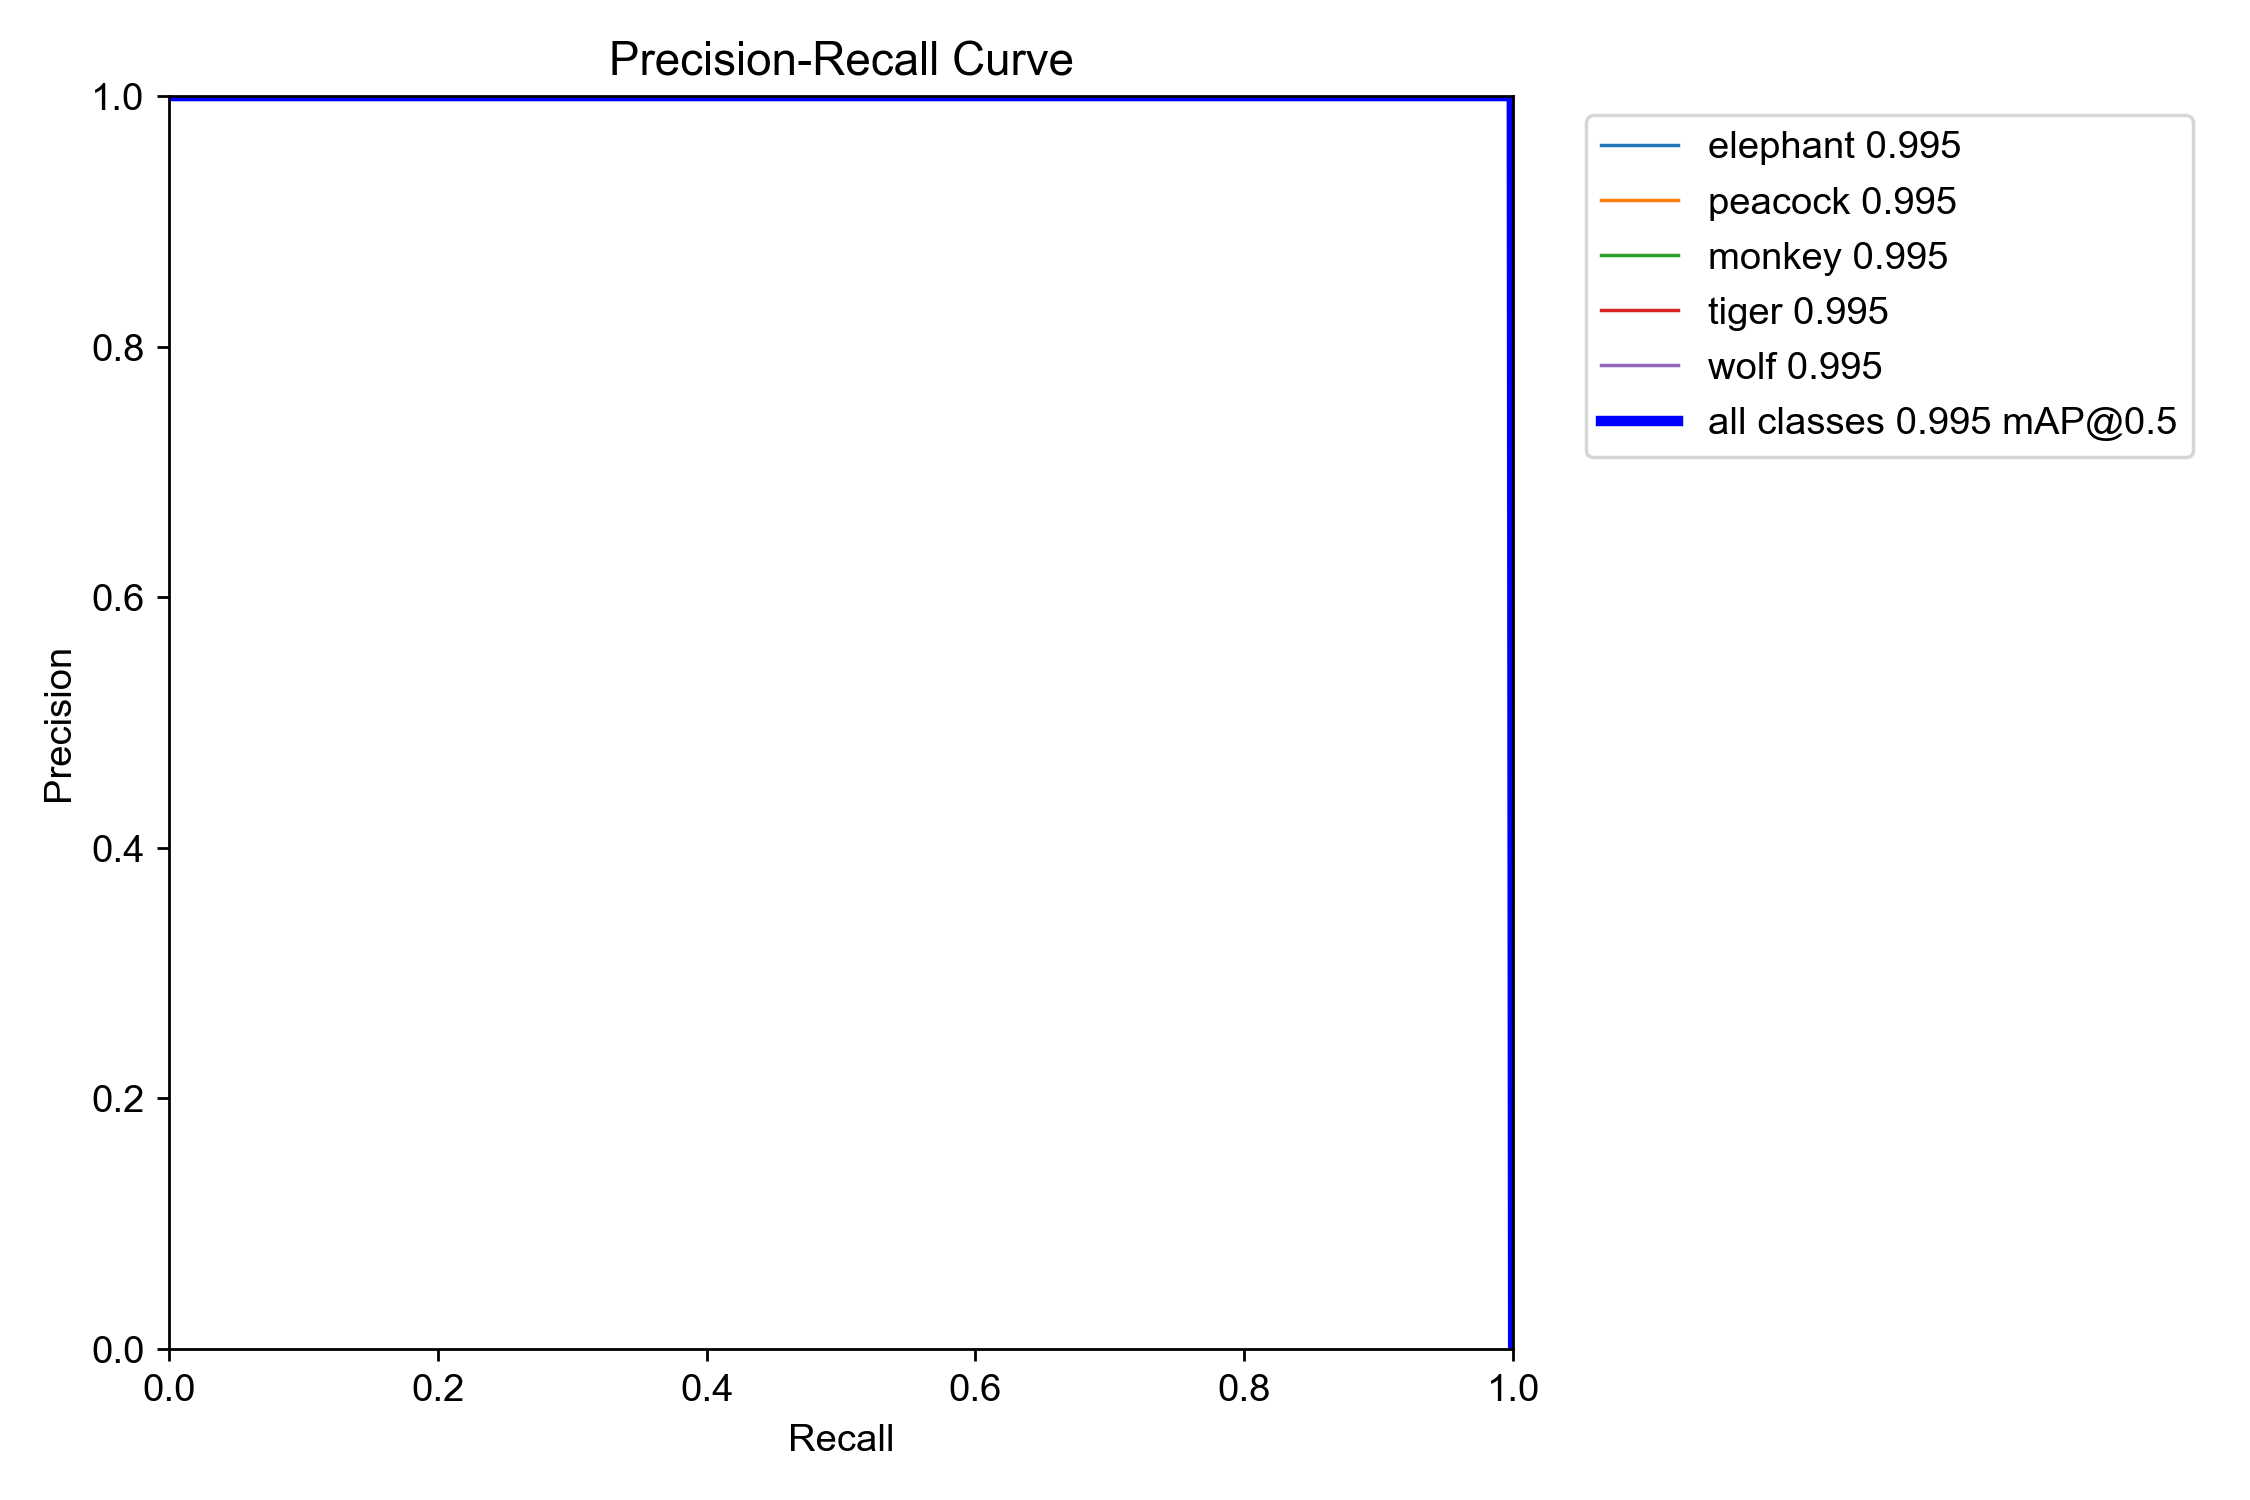 Precision-Recall Curve
1.0
0.8
0.6
0.4
0.2
0.0
Precision
0.0 0.2 0.4 0.6 0.8 1.0
Recall
elephant 0.995
peacock 0.995
monkey 0.995
tiger 0.995
wolf 0.995
all classes 0.995 mAP@0.5